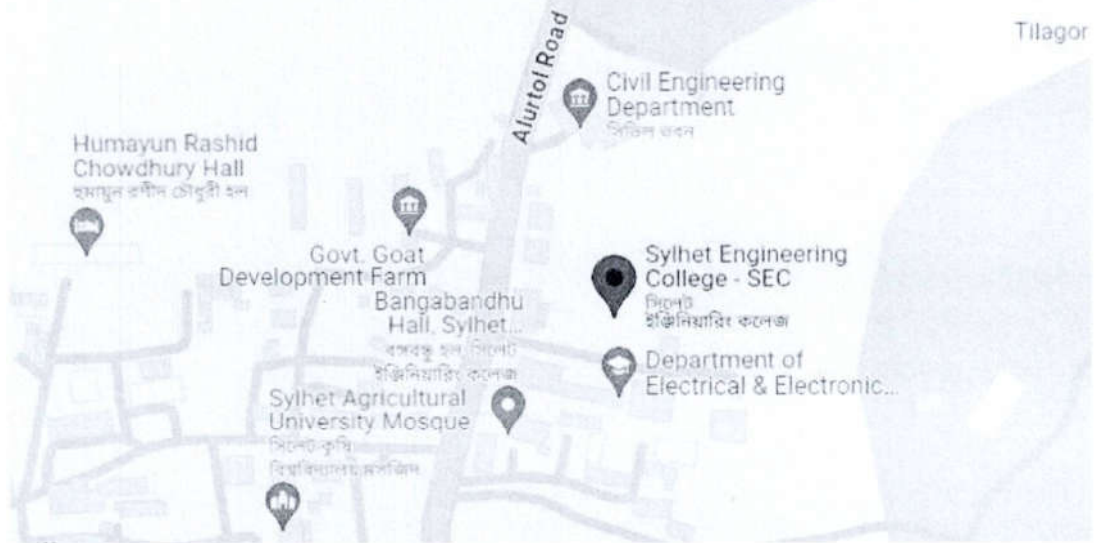 Tilagor
Alurtol Road
Civil Engineering
Department
সিভিল ভবন
Humayun Rashid
Chowdhury Hall
হুমায়ুন রশীদ চৌধুরী হল
Govt. Goat
Development Farm
Sylhet Engineering
College - SEC
সিলেট
ইঞ্জিনিয়ারিং কলেজ
Bangabandhu
Hall, Sylhet...
বঙ্গবন্ধু হল, সিলেট
ইঞ্জিনিয়ারিং কলেজ
Department of
Electrical & Electronic...
Sylhet Agricultural
University Mosque
সিলেট কৃষি
বিশ্ববিদ্যালয় মসজিদ